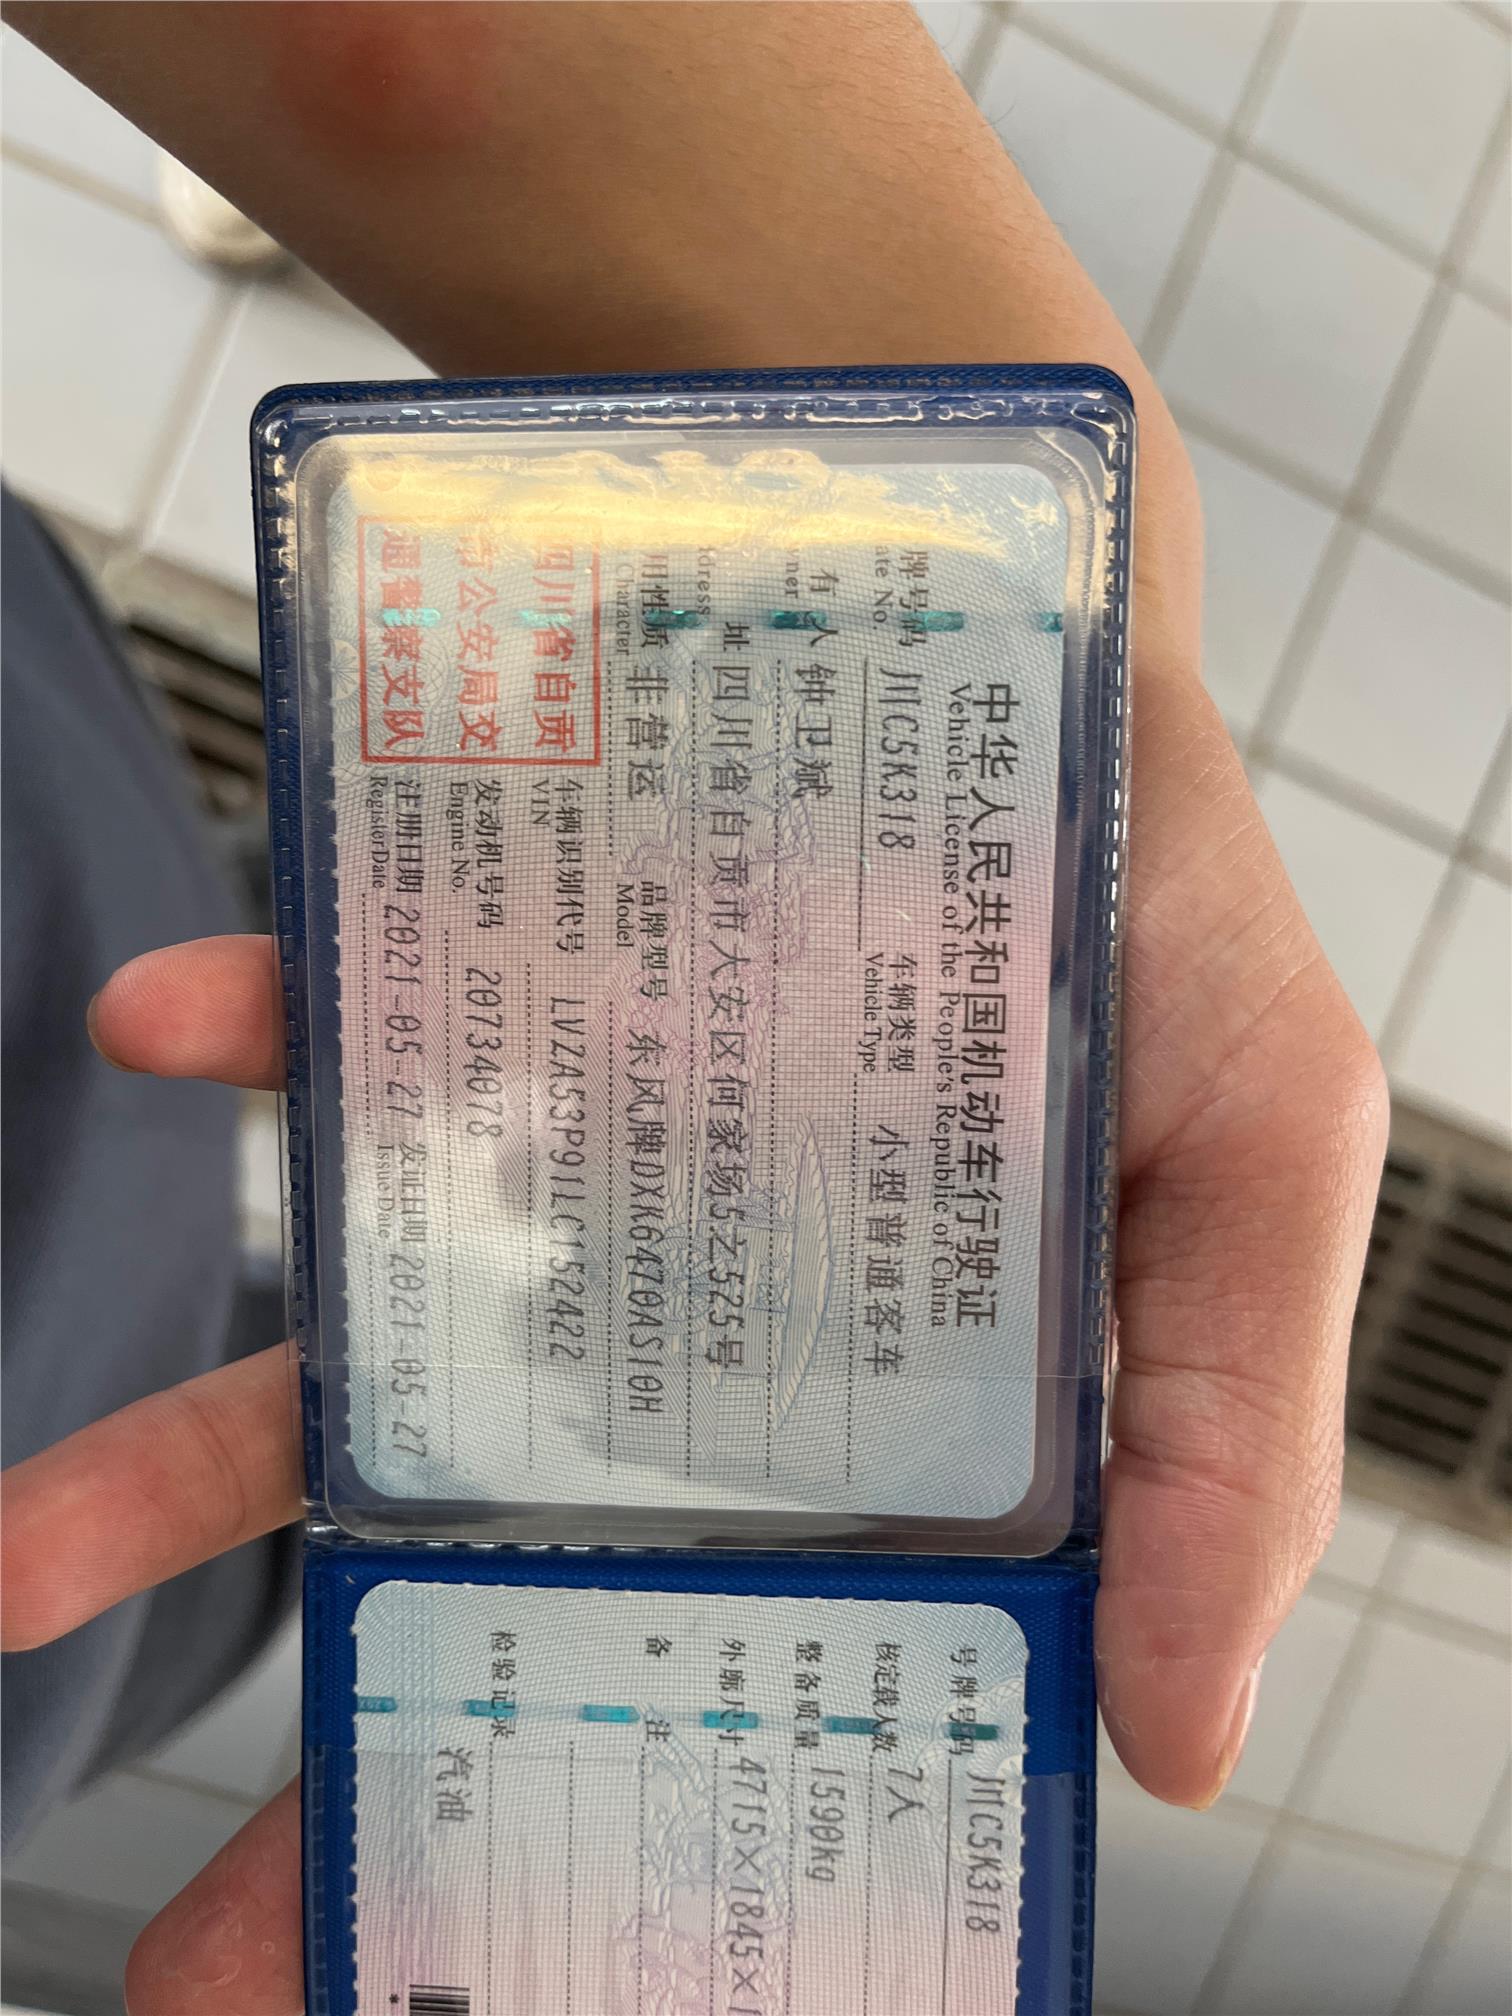 中华人民共和国机动车行驶证
Vehicle License of the People's Republic of China
牌号码 川C5K318 车辆类型 小型普通客车
ate No. Vehicle Type
有 人 钟卫斌
wner
址 四川省自贡市大安区何家场5之525号
dress
用性质 非营运 品牌型号 东风牌DXK6470AS10H
Character Model
四川省自贡
市公安局交
通警察支队
车辆识别代号 LVZA53P91LC152422
VIN
发动机号码 20734078
Engine No.
注册日期 2021-05-27 发证日期 2021-05-27
Register Date Issue Date
号牌号码 川C5K318
核定载人数 7人
整备质量 1590kg
外廓尺寸 4715×1845×1
备 注
检验记录
汽油
*